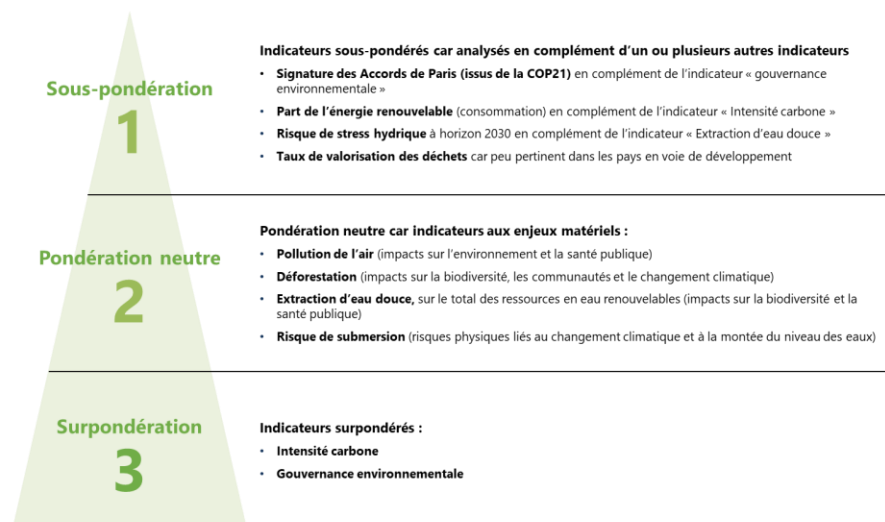 Sous-pondération
1
Indicateurs sous-pondérés car analysés en complément d'un ou plusieurs autres indicateurs
• Signature des Accords de Paris (issus de la COP21) en complément de l'indicateur « gouvernance
environnementale »
• Part de l'énergie renouvelable (consommation) en complément de l'indicateur « Intensité carbone »
• Risque de stress hydrique à horizon 2030 en complément de l'indicateur « Extraction d'eau douce »
• Taux de valorisation des déchets car peu pertinent dans les pays en voie de développement
Pondération neutre
2
Pondération neutre car indicateurs aux enjeux matériels :
• Pollution de l'air (impacts sur l'environnement et la santé publique)
• Déforestation (impacts sur la biodiversité, les communautés et le changement climatique)
• Extraction d'eau douce, sur le total des ressources en eau renouvelables (impacts sur la biodiversité et la
santé publique)
• Risque de submersion (risques physiques liés au changement climatique et à la montée du niveau des eaux)
Surpondération
3
Indicateurs surpondérés :
• Intensité carbone
• Gouvernance environnementale